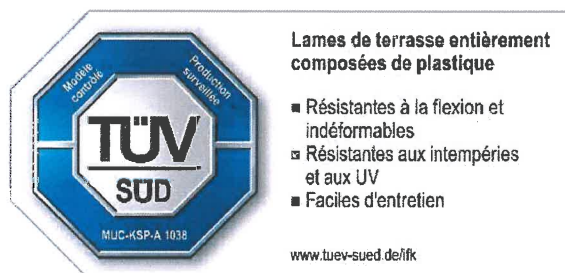 Modèle
contrôlé
Production
surveillée
TÜV
SÜD
MUC-KSP-A 1038
Lames de terrasse entièrement
composées de plastique
■ Résistantes à la flexion et
indéformables
■ Résistantes aux intempéries
et aux UV
■ Faciles d'entretien
www.tuev-sued.de/ifk